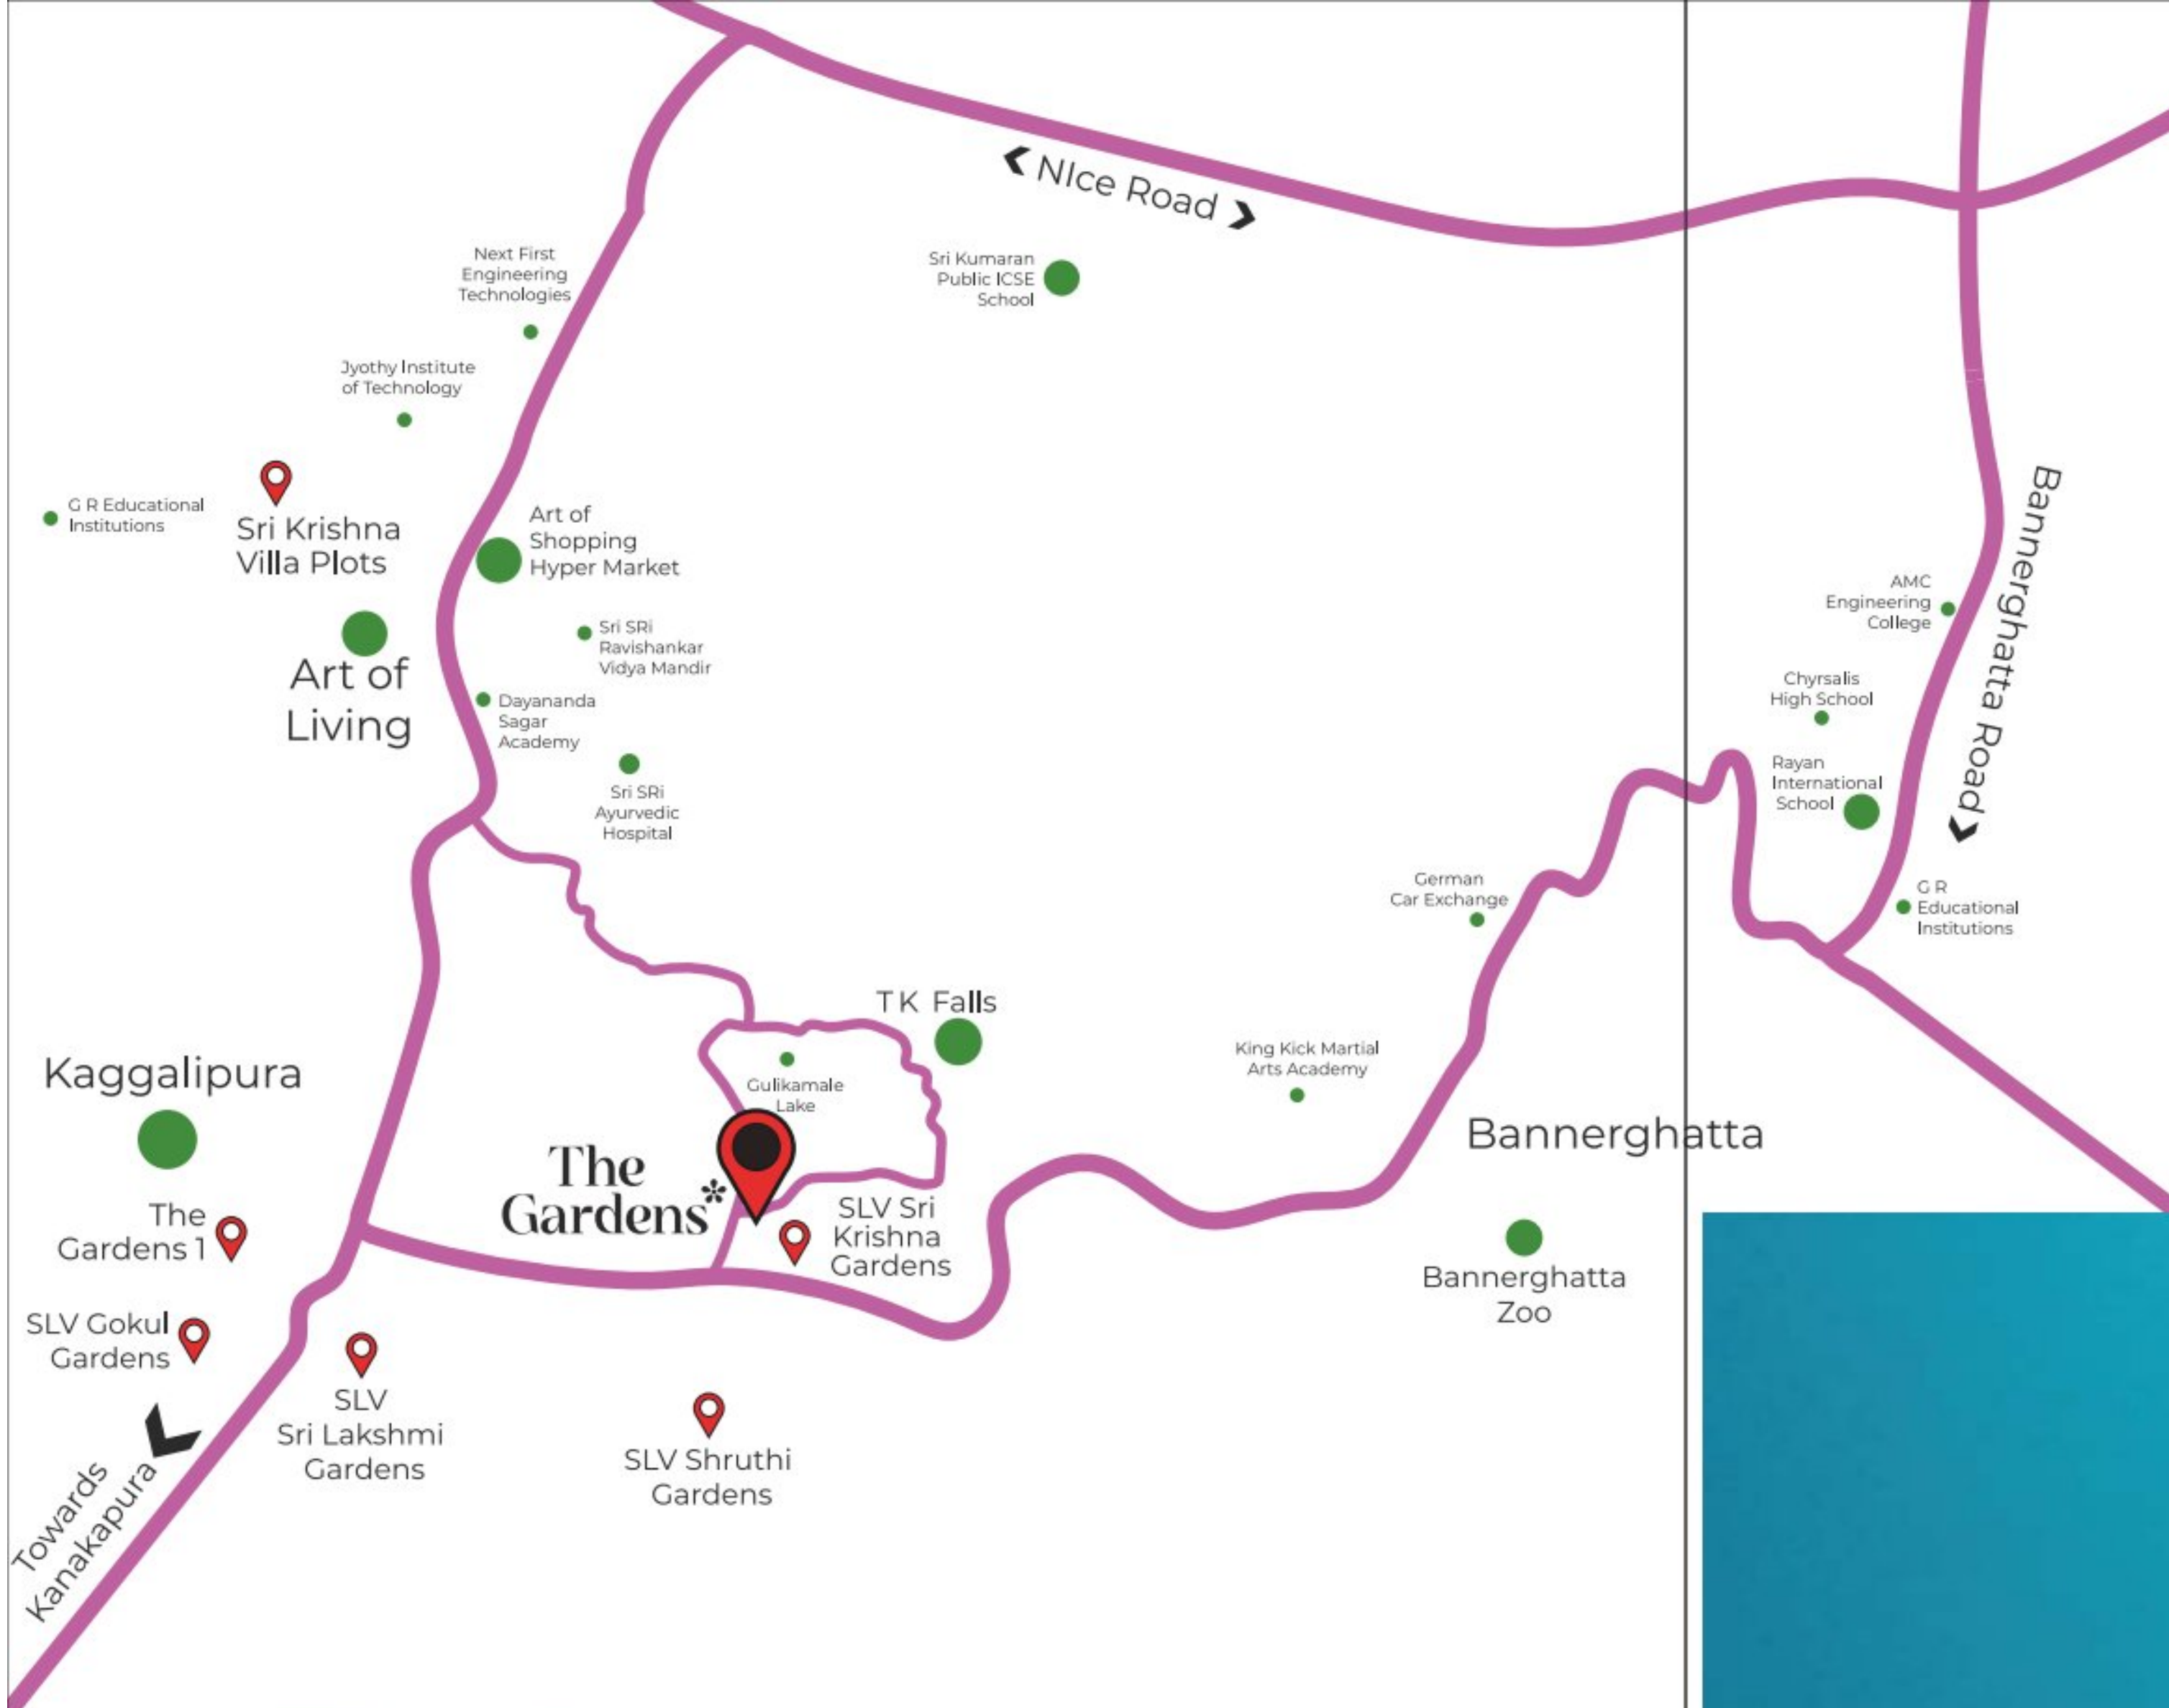 NIce Road
Sri Kumaran
Public ICSE
School
Next First
Engineering
Technologies
Jyothy Institute
of Technology
G R Educational
Institutions
Sri Krishna
Villa Plots
Art of
Shopping
Hyper Market
Art of
Living
Sri SRi
Ravishankar
Vidya Mandir
Dayananda
Sagar
Academy
Sri SRi
Ayurvedic
Hospital
Bannerghatta Road
AMC
Engineering
College
Chyrsalis
High School
Rayan
International
School
G R
Educational
Institutions
German
Car Exchange
TK Falls
King Kick Martial
Arts Academy
Gulikamale
Lake
Kaggalipura
Bannerghatta
The
Gardens*
The
Gardens 1
SLV Sri
Krishna
Gardens
Bannerghatta
Zoo
SLV Gokul
Gardens
SLV
Sri Lakshmi
Gardens
SLV Shruthi
Gardens
Towards
Kanakapura